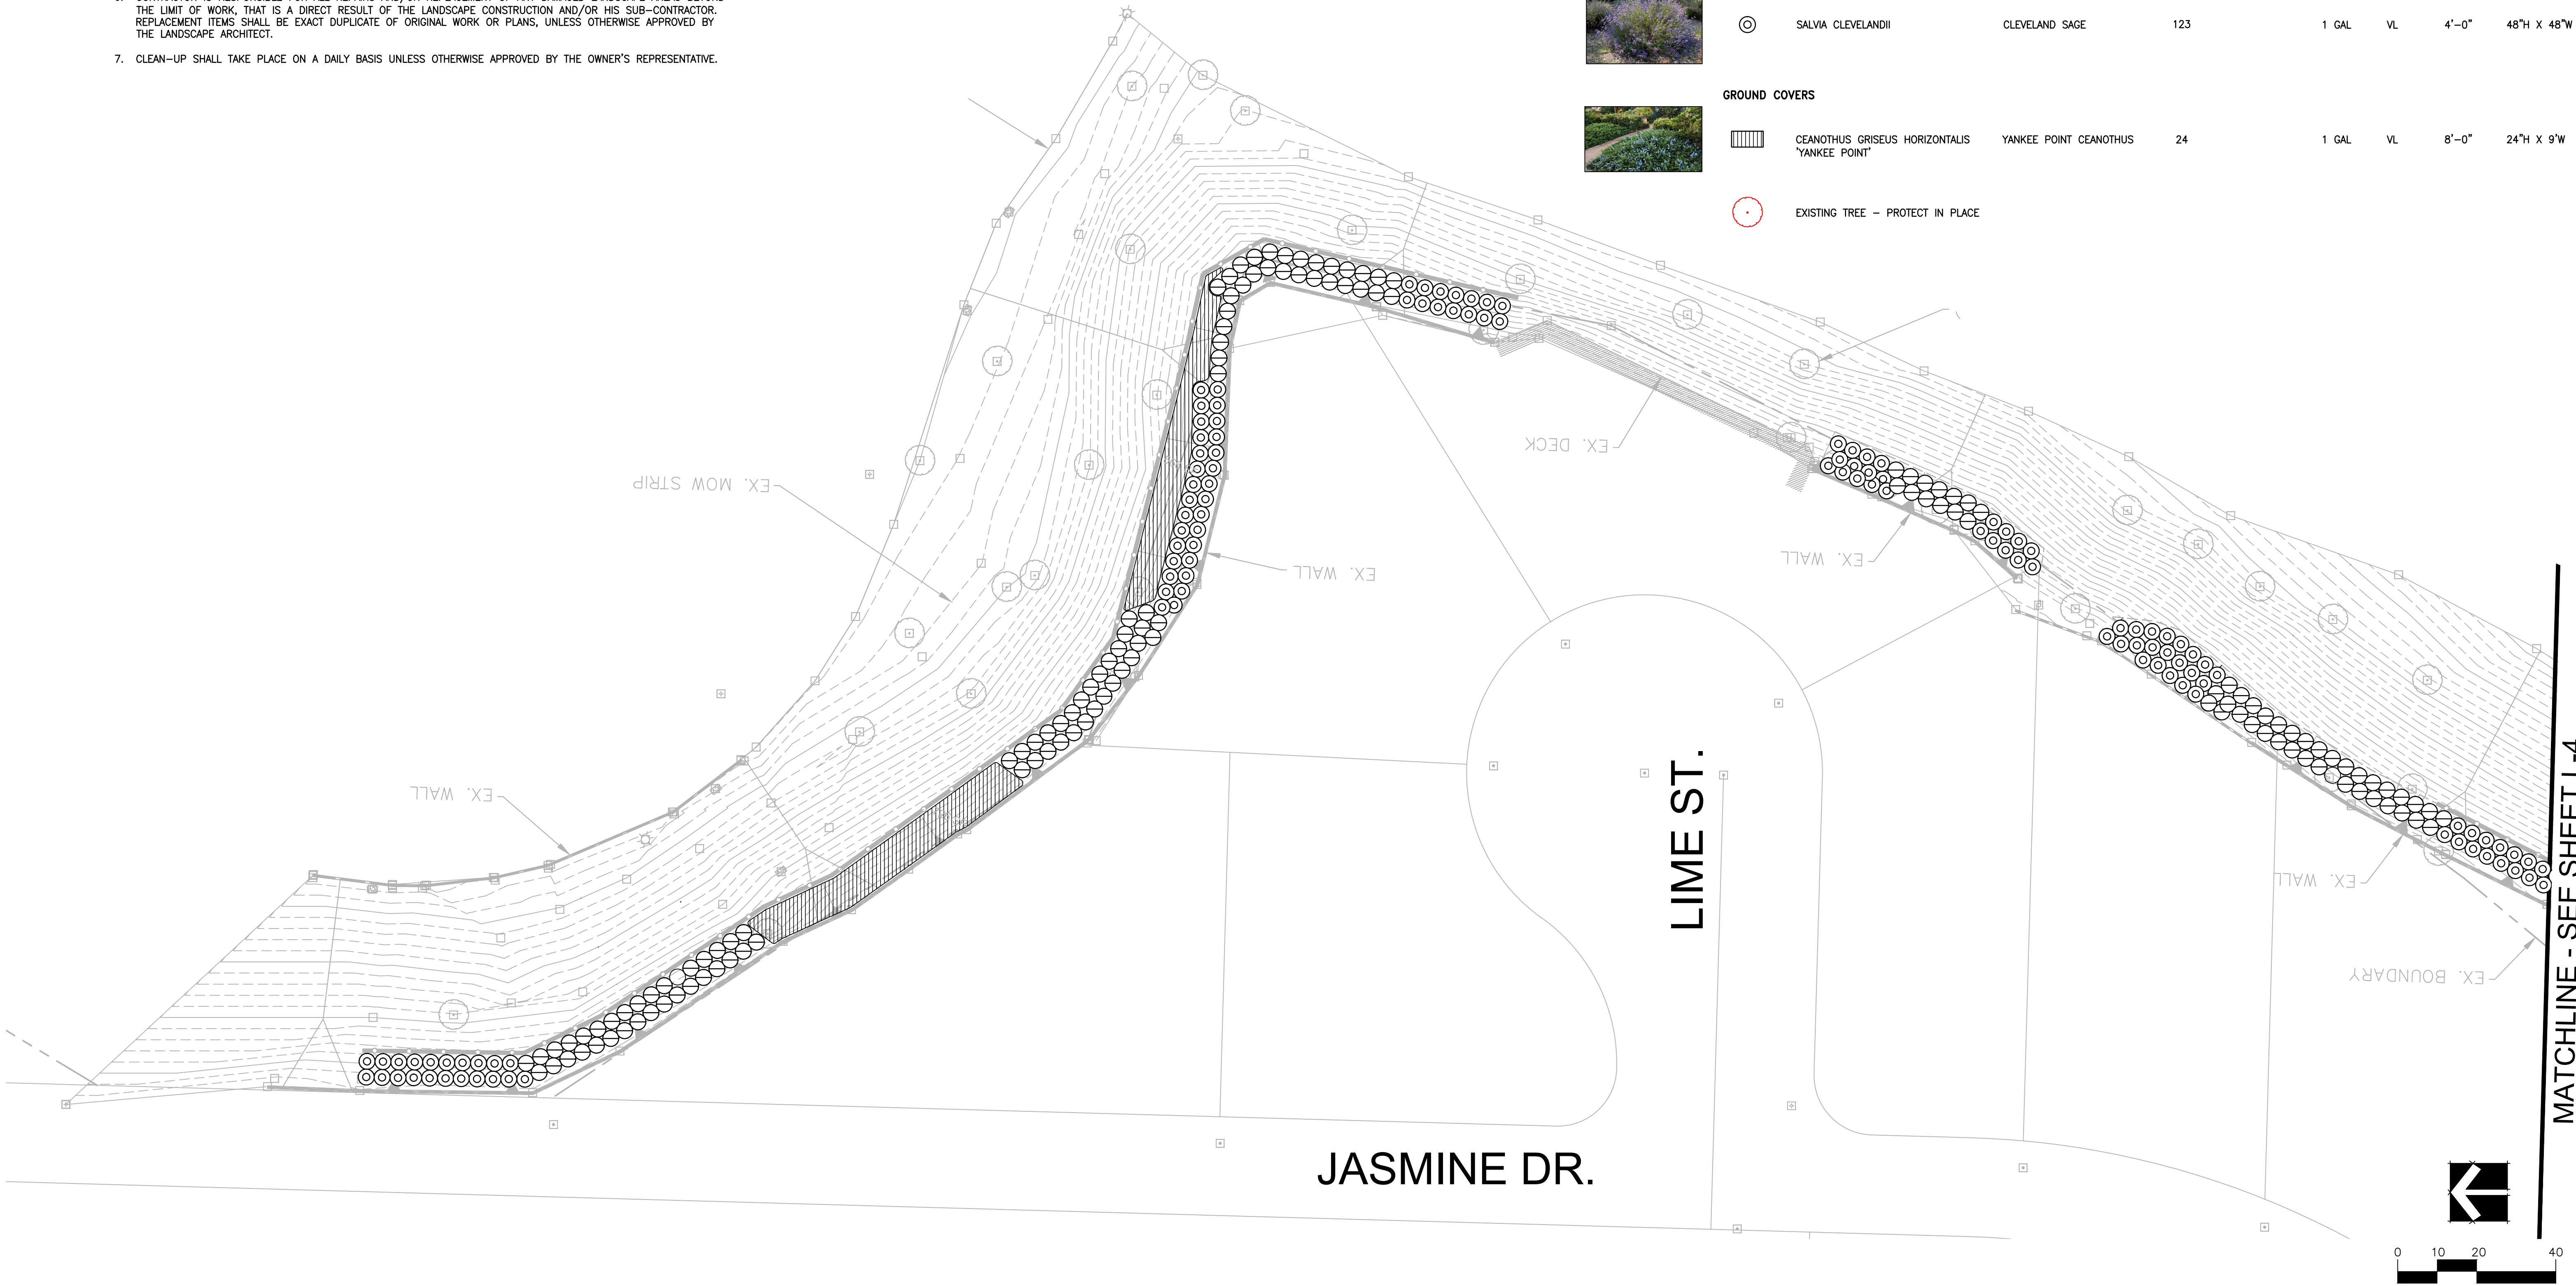 THE LIMIT OF WORK, THAT IS A DIRECT RESULT OF THE LANDSCAPE CONSTRUCTION AND/OR HIS SUB-CONTRACTOR.
REPLACEMENT ITEMS SHALL BE EXACT DUPLICATE OF ORIGINAL WORK OR PLANS, UNLESS OTHERWISE APPROVED BY
THE LANDSCAPE ARCHITECT.
7. CLEAN-UP SHALL TAKE PLACE ON A DAILY BASIS UNLESS OTHERWISE APPROVED BY THE OWNER'S REPRESENTATIVE.
SALVIA CLEVELANDII CLEVELAND SAGE 123 1 GAL VL 4'-0" 48"H X 48"W
GROUND COVERS
CEANOTHUS GRISEUS HORIZONTALIS YANKEE POINT CEANOTHUS 24 1 GAL VL 8'-0" 24"H X 9'W
'YANKEE POINT'
EXISTING TREE - PROTECT IN PLACE
EX. DECK
EX. MOW STRIP
EX. WALL
EX. WALL
EX. WALL
EX. WALL
EX. BOUNDARY
LIME ST.
JASMINE DR.
MATCHLINE - SEE SHEET L-4
0 10 20 40